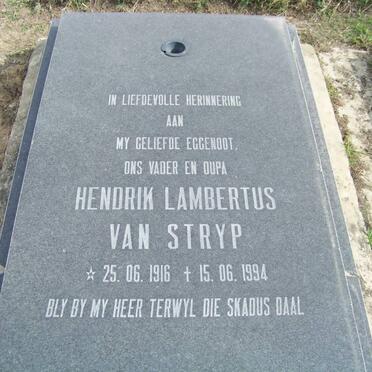 IN LIEFDEVOLLE HERINNERING
AAN
MY GELIEFDE EGGENOOT,
ONS VADER EN OUPA
HENDRIK LAMBERTUS
VAN STRYP
☆ 25. 06. 1916 † 15. 06. 1994
BLY BY MY HEER TERWYL DIE SKADUS DAAL